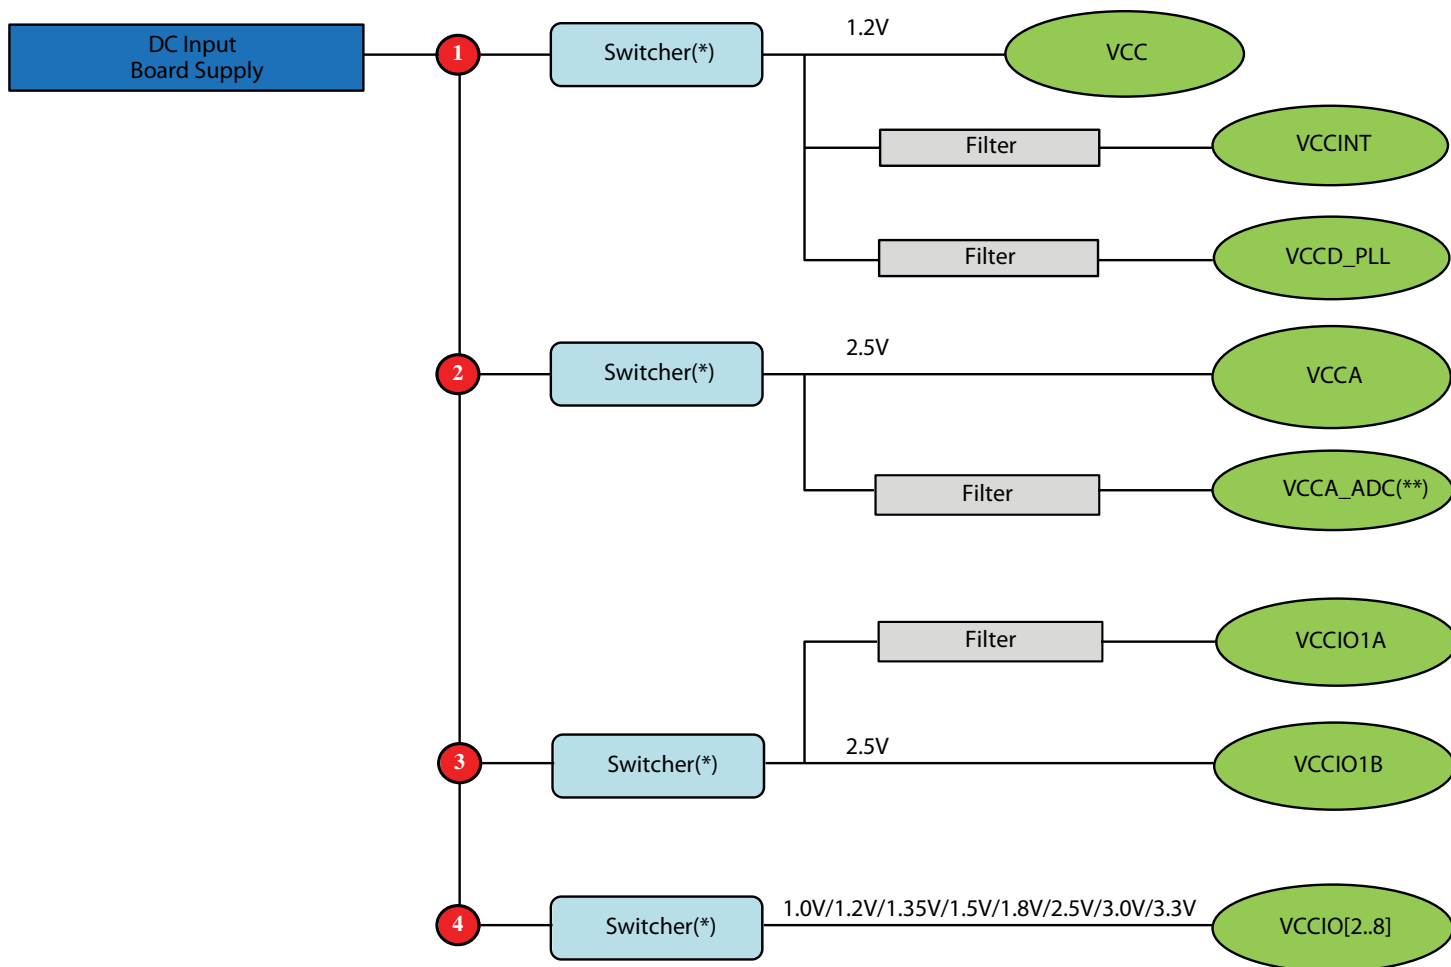 DC Input
Board Supply
1
Switcher(*)
1.2V
VCC
Filter
VCCINT
Filter
VCCD_PLL
2
Switcher(*)
2.5V
VCCA
Filter
VCCA_ADC(**)
Filter
VCCIO1A
3
Switcher(*)
2.5V
VCCIO1B
4
Switcher(*)
1.0V/1.2V/1.35V/1.5V/1.8V/2.5V/3.0V/3.3V
VCCIO[2..8]